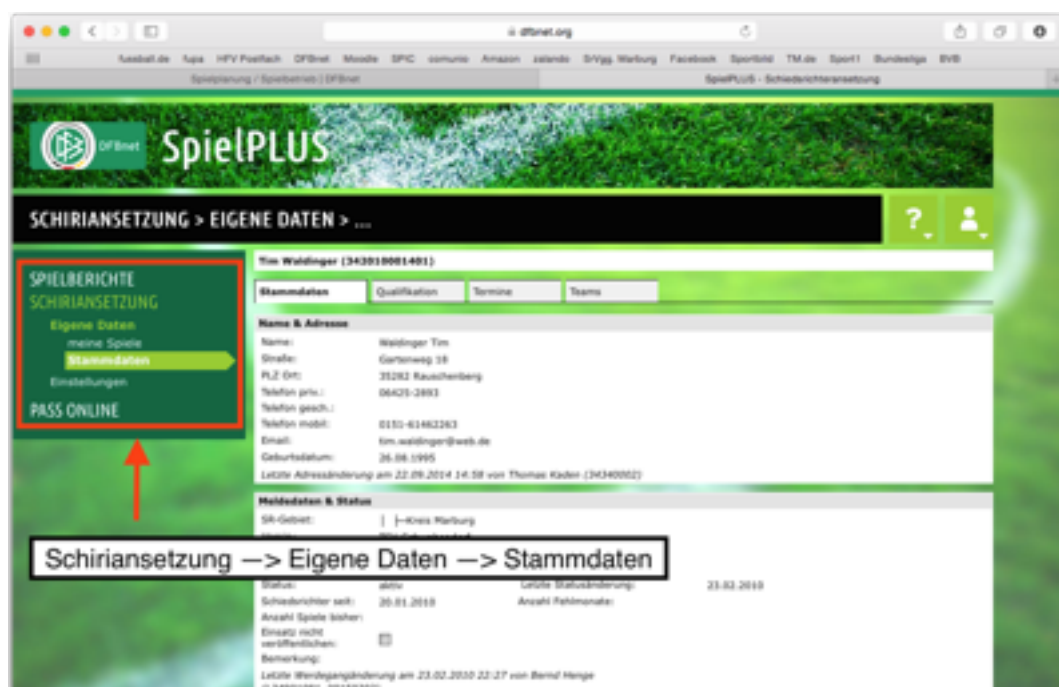 dfbnet.org
fussball.de fupa HFV Postfach DFBnet Moodle SPIC comunio Amazon zalando SrVgg. Marburg Facebook Sportbild TM.de Sport1 Bundesliga BVB
Spielplanung / Spielbetrieb | DFBnet
SpielPLUS - Schiedsrichteransetzung
DFBnet SpielPLUS
SCHIRIANSETZUNG > EIGENE DATEN > ...
?
SPIELBERICHTE
SCHIRIANSETZUNG
Eigene Daten
meine Spiele
Stammdaten
Einstellungen
PASS ONLINE
Tim Waldinger (342010001401)
Stammdaten Qualifikation Termine Teams
Name & Adresse
Name: Waldinger Tim
Straße: Gartenweg 18
PLZ Ort: 35282 Rauschenberg
Telefon priv.: 06425-2893
Telefon gesch.:
Telefon mobil: 0151-61462263
Email: tim.waldinger@web.de
Geburtsdatum: 26.08.1995
Letzte Adressänderung am 22.09.2014 14:58 von Thomas Kaden (34340002)
Meldedaten & Status
SR-Gebiet: Kreis Marburg
Schiriansetzung —> Eigene Daten —> Stammdaten
Status: aktiv Letzte Statusänderung: 23.02.2010
Schiedsrichter seit: 20.01.2010 Anzahl Fehlmonate:
Anzahl Spiele bisher:
Einsatz nicht
veröffentlichen:
Bemerkung:
Letzte Werdegangänderung am 23.02.2010 22:27 von Bernd Henge